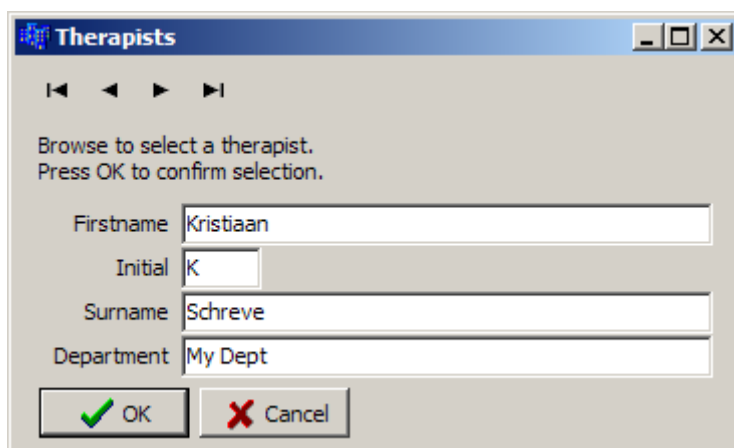 Therapists
Browse to select a therapist.
Press OK to confirm selection.
Firstname Kristiaan
Initial K
Surname Schreve
Department My Dept
OK Cancel